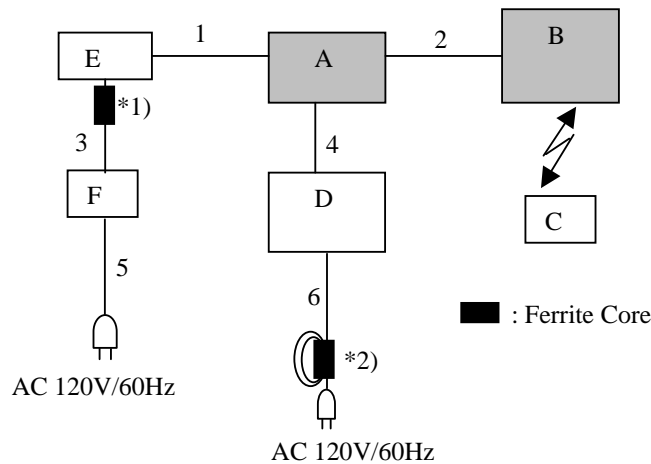 1
2
B
E
A
*1)
3
4
F
D
C
5
6
: Ferrite Core
*2)
AC 120V/60Hz
AC 120V/60Hz